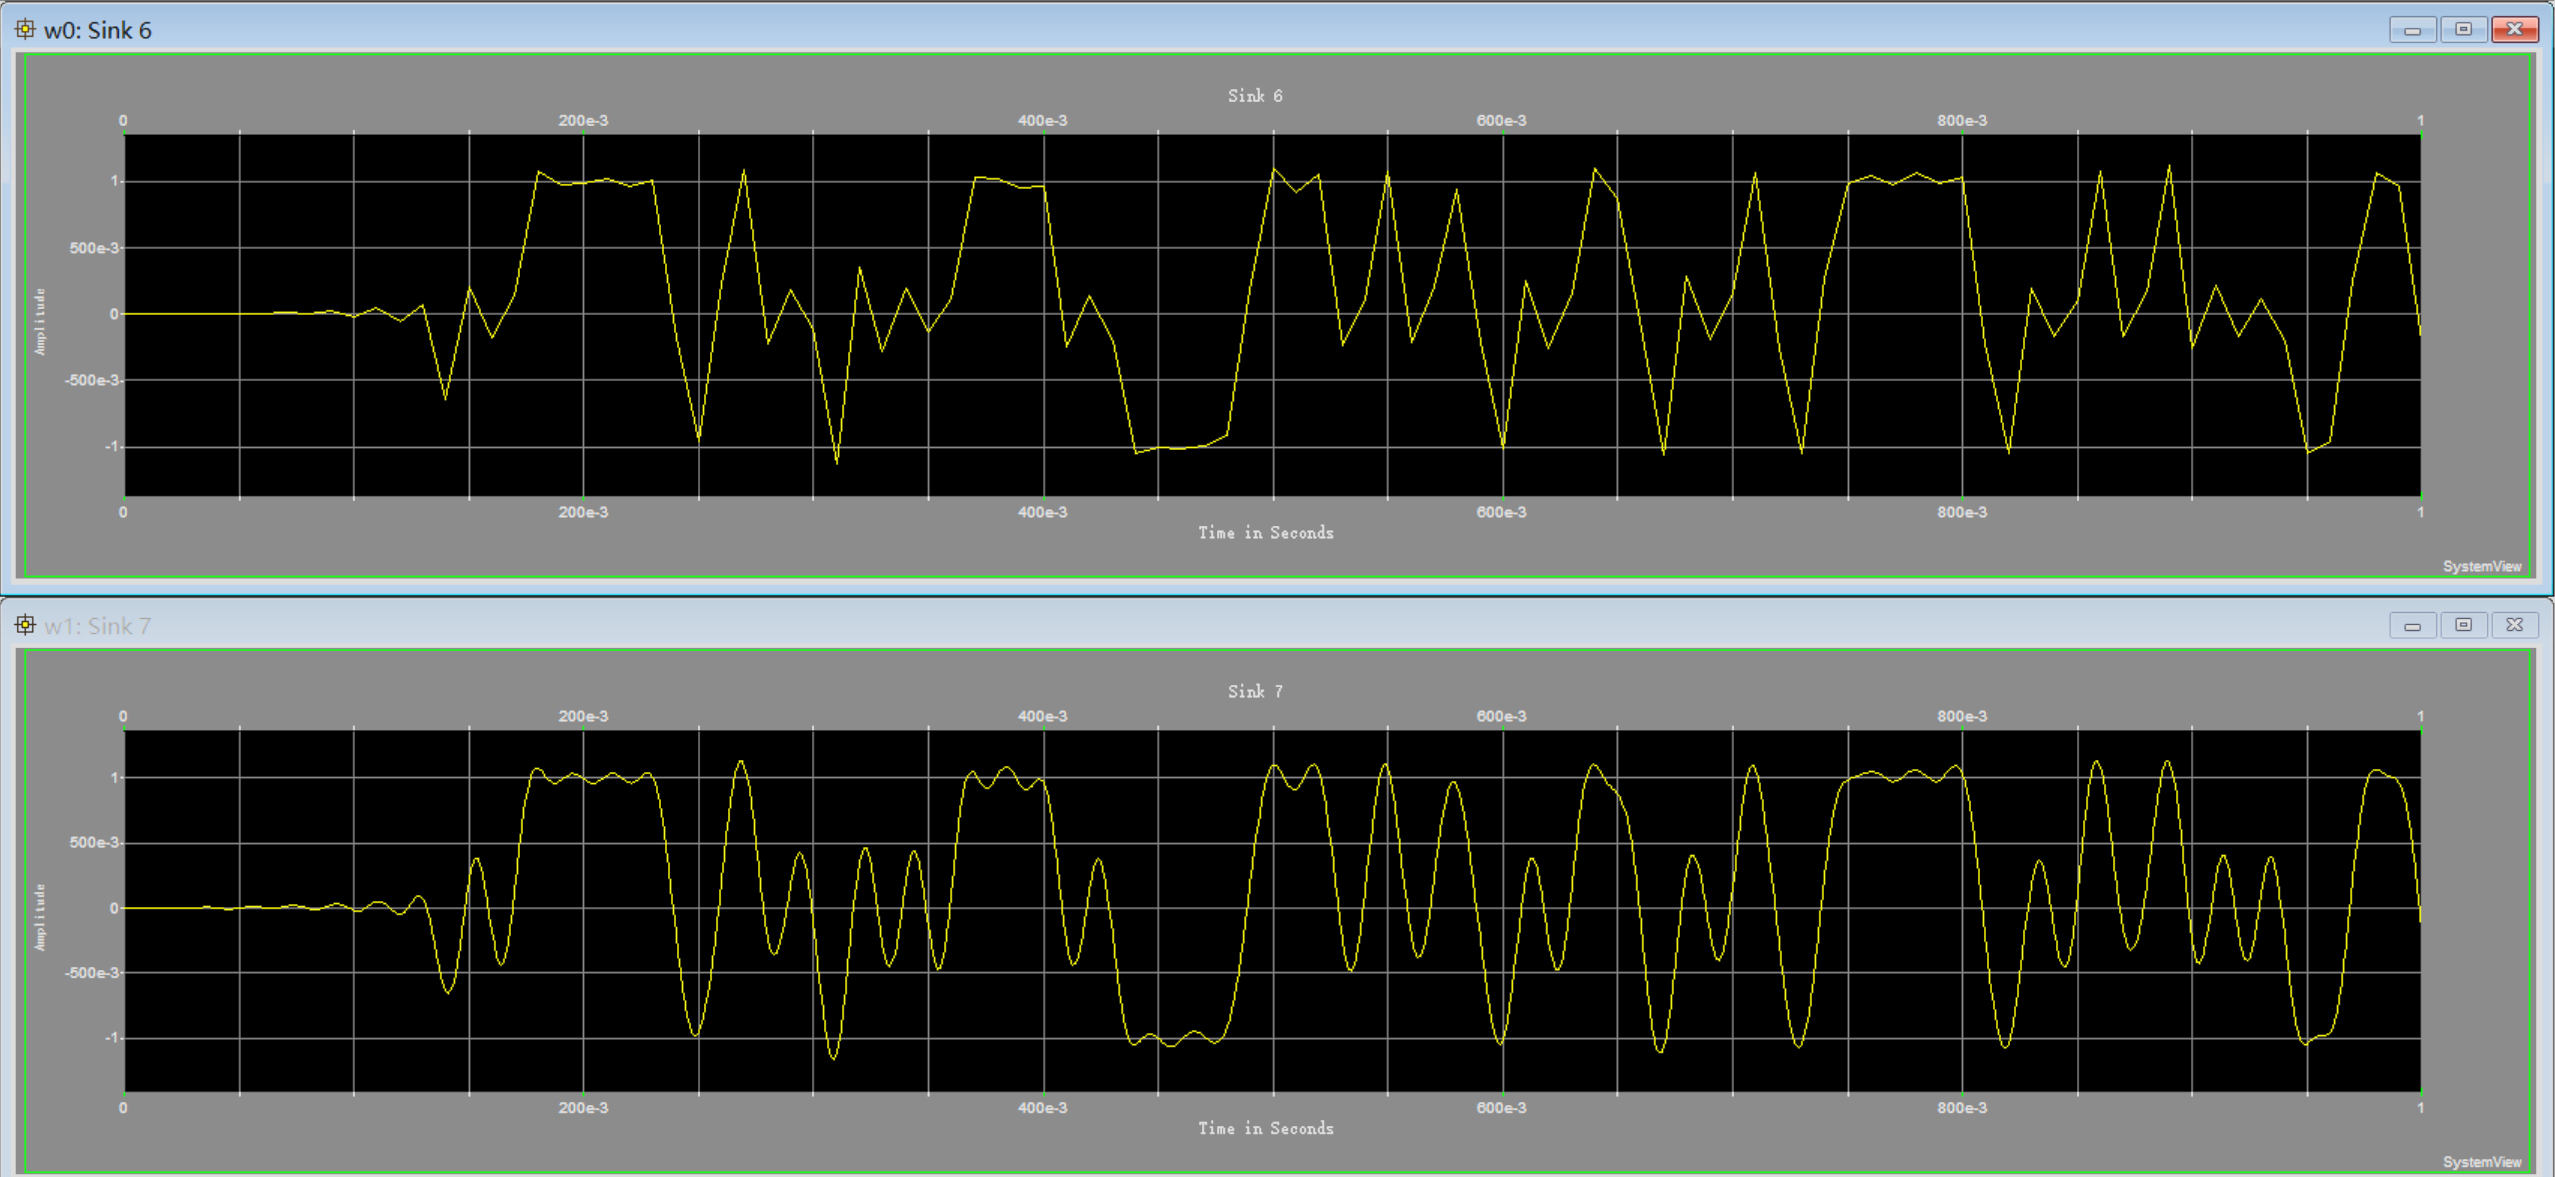 w0: Sink 6
Sink 6
0 200e-3 400e-3 600e-3 800e-3 1
1
500e-3
0
-500e-3
-1
Amplitude
0 200e-3 400e-3 600e-3 800e-3 1
Time in Seconds
SystemView
w1: Sink 7
Sink 7
0 200e-3 400e-3 600e-3 800e-3 1
1
500e-3
0
-500e-3
-1
Amplitude
0 200e-3 400e-3 600e-3 800e-3 1
Time in Seconds
SystemView